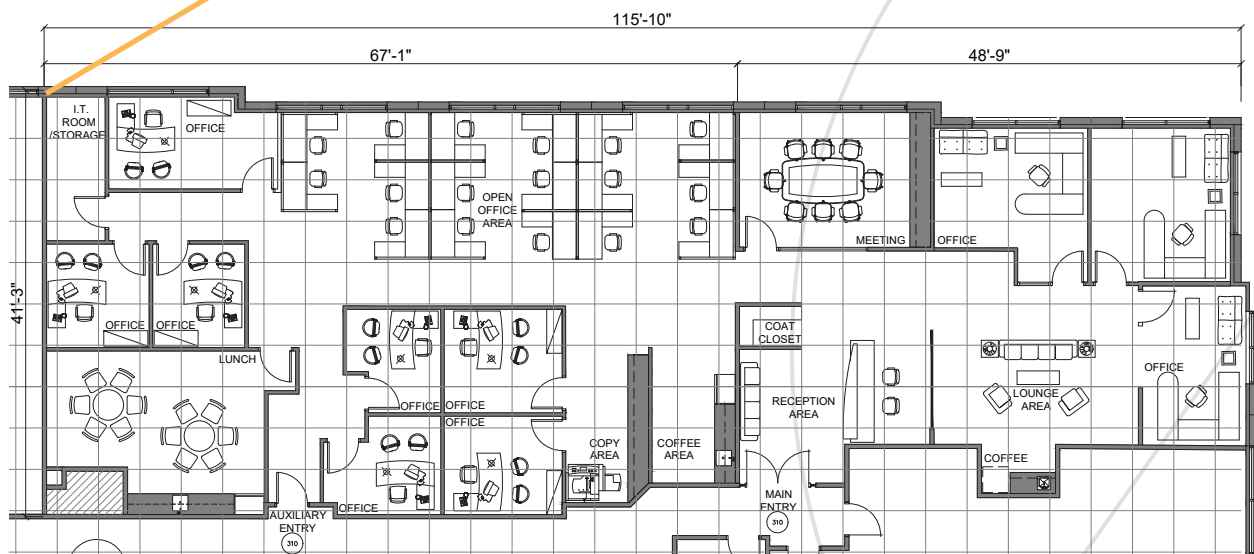 115'-10"
67'-1"
48'-9"
I.T.
ROOM
/STORAGE
OFFICE
OPEN
OFFICE
AREA
MEETING
OFFICE
41'-3"
OFFICE
OFFICE
LUNCH
COAT
CLOSET
OFFICE
OFFICE
OFFICE
RECEPTION
AREA
LOUNGE
AREA
OFFICE
COPY
AREA
COFFEE
AREA
COFFEE
MAIN
ENTRY
310
OFFICE
AUXILIARY
ENTRY
310